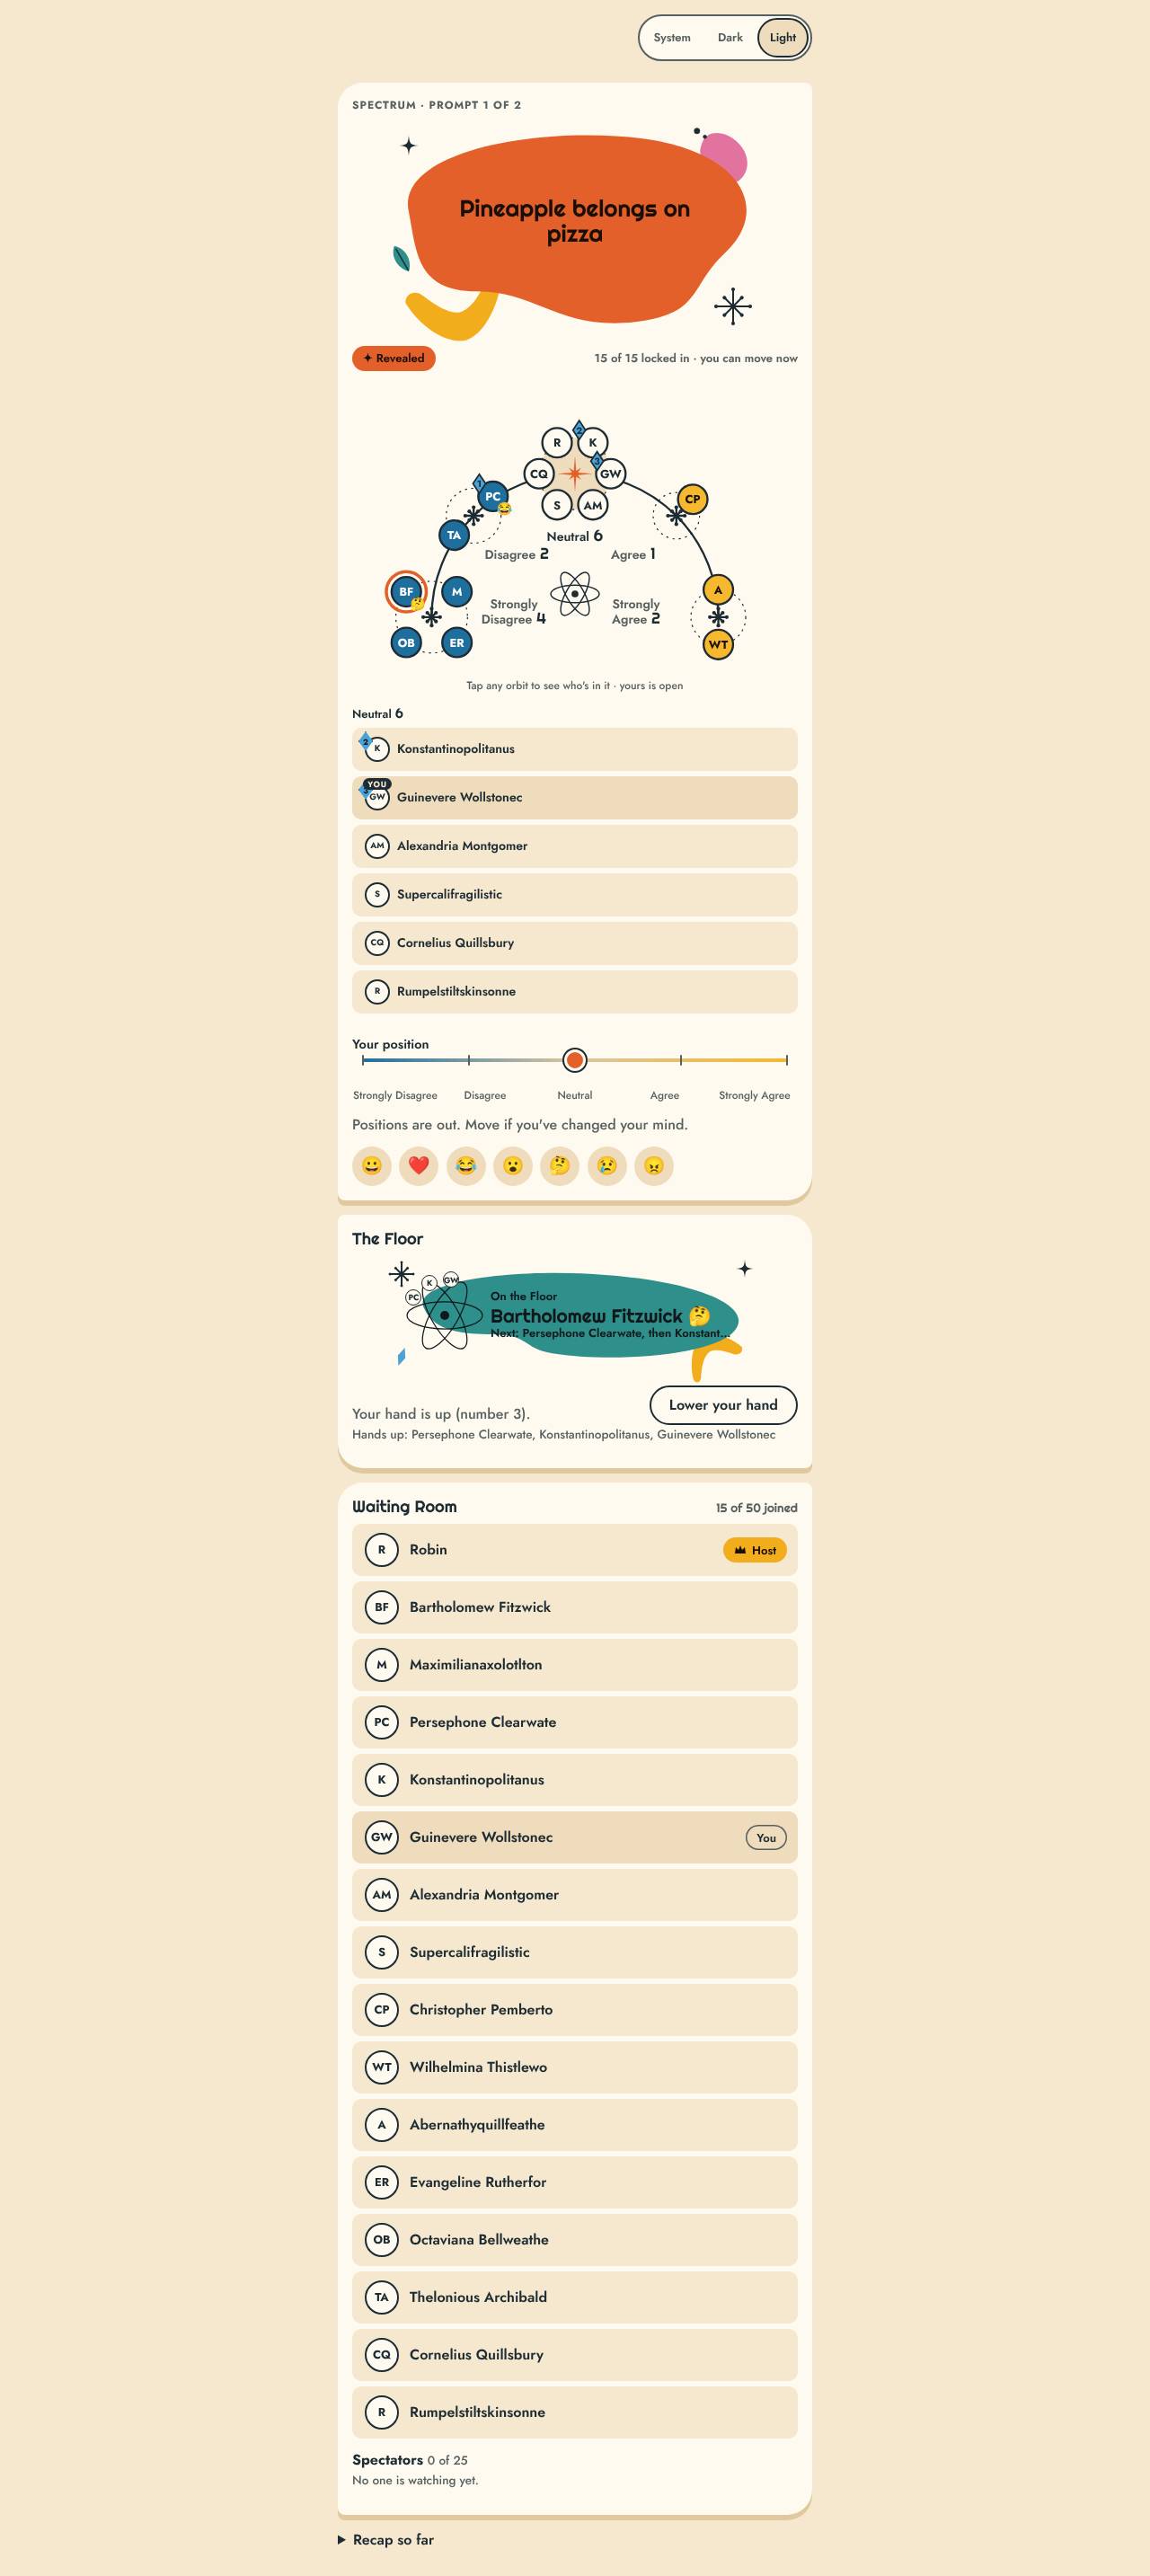 System Dark Light
SPECTRUM · PROMPT 1 OF 2
Pineapple belongs on
pizza
✦ Revealed
15 of 15 locked in · you can move now
R 2 K
CQ 3 GW
S AM
1 PC
TA
CP
Neutral 6
Disagree 2
Agree 1
BF M
A
Strongly
Disagree 4
Strongly
Agree 2
OB ER
WT
Tap any orbit to see who's in it · yours is open
Neutral 6
2 K Konstantinopolitanus
YOU
3 GW Guinevere Wollstonec
AM Alexandria Montgomer
S Supercalifragilistic
CQ Cornelius Quillsbury
R Rumpelstiltskinsonne
Your position
Strongly Disagree Disagree Neutral Agree Strongly Agree
Positions are out. Move if you've changed your mind.
😀 ❤️ 😂 😮 🤔 😢 😠
The Floor
PC K GW
On the Floor
Bartholomew Fitzwick 🤔
Next: Persephone Clearwate, then Konstant...
Your hand is up (number 3).
Lower your hand
Hands up: Persephone Clearwate, Konstantinopolitanus, Guinevere Wollstonec
Waiting Room
15 of 50 joined
R Robin Host
BF Bartholomew Fitzwick
M Maximilianaxolotlton
PC Persephone Clearwate
K Konstantinopolitanus
GW Guinevere Wollstonec You
AM Alexandria Montgomer
S Supercalifragilistic
CP Christopher Pemberto
WT Wilhelmina Thistlewo
A Abernathyquillfeathe
ER Evangeline Rutherfor
OB Octaviana Bellweathe
TA Thelonious Archibald
CQ Cornelius Quillsbury
R Rumpelstiltskinsonne
Spectators 0 of 25
No one is watching yet.
▶ Recap so far